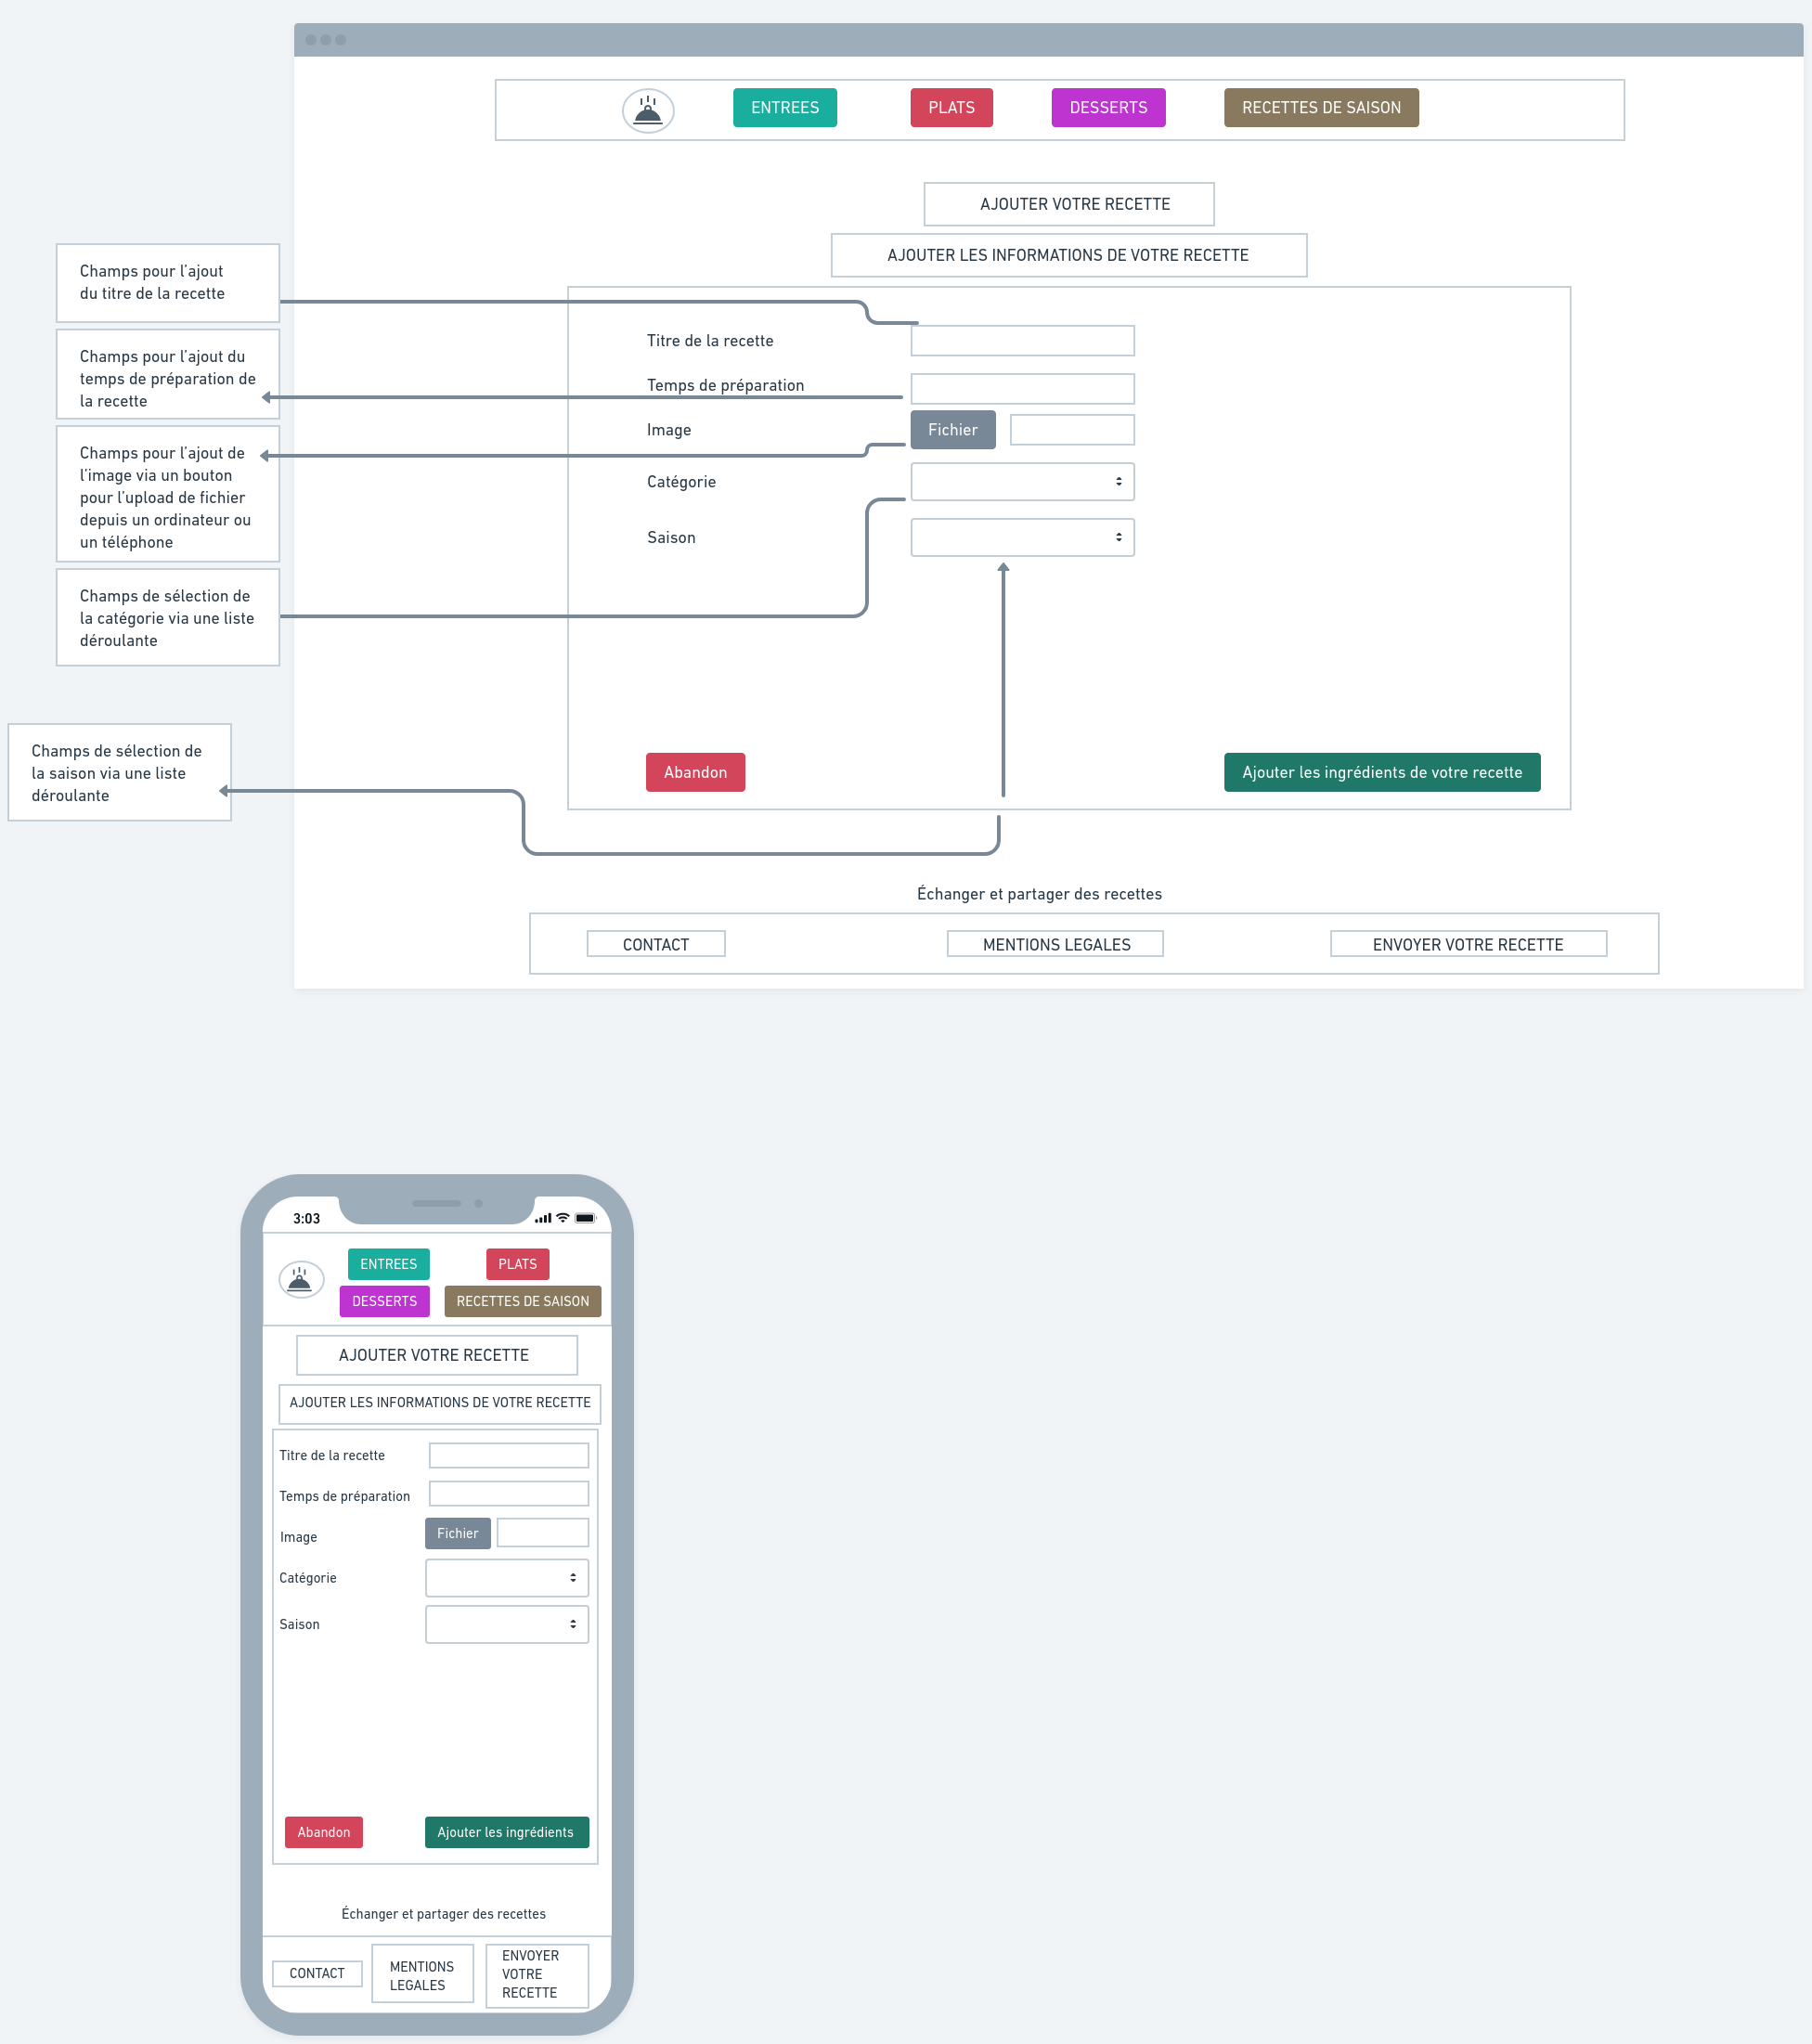 ENTREES
PLATS
DESSERTS
RECETTES DE SAISON
AJOUTER VOTRE RECETTE
AJOUTER LES INFORMATIONS DE VOTRE RECETTE
Champs pour l'ajout
du titre de la recette
Champs pour l'ajout du
temps de préparation de
la recette
Champs pour l'ajout de
l'image via un bouton
pour l'upload de fichier
depuis un ordinateur ou
un téléphone
Champs de sélection de
la catégorie via une liste
déroulante
Champs de sélection de
la saison via une liste
déroulante
Titre de la recette
Temps de préparation
Image
Fichier
Catégorie
Saison
Abandon
Ajouter les ingrédients de votre recette
Échanger et partager des recettes
CONTACT
MENTIONS LEGALES
ENVOYER VOTRE RECETTE
3:03
ENTREES
PLATS
DESSERTS
RECETTES DE SAISON
AJOUTER VOTRE RECETTE
AJOUTER LES INFORMATIONS DE VOTRE RECETTE
Titre de la recette
Temps de préparation
Image
Fichier
Catégorie
Saison
Abandon
Ajouter les ingrédients
Échanger et partager des recettes
CONTACT
MENTIONS
LEGALES
ENVOYER
VOTRE
RECETTE